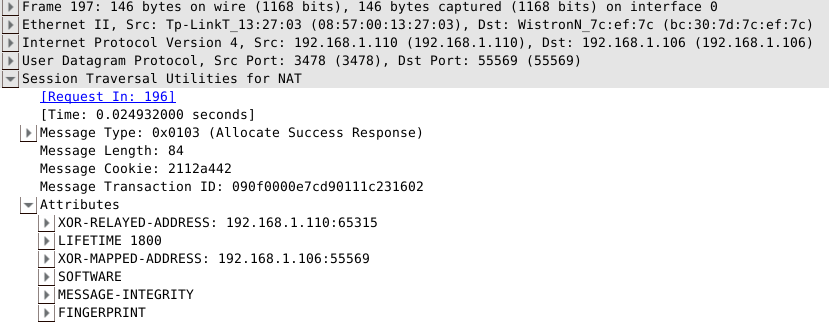 Frame 197: 146 bytes on wire (1168 bits), 146 bytes captured (1168 bits) on interface 0
Ethernet II, Src: Tp-LinkT_13:27:03 (08:57:00:13:27:03), Dst: WistronN_7c:ef:7c (bc:30:7d:7c:ef:7c)
Internet Protocol Version 4, Src: 192.168.1.110 (192.168.1.110), Dst: 192.168.1.106 (192.168.1.106)
User Datagram Protocol, Src Port: 3478 (3478), Dst Port: 55569 (55569)
Session Traversal Utilities for NAT
[Request In: 196]
[Time: 0.024932000 seconds]
Message Type: 0x0103 (Allocate Success Response)
Message Length: 84
Message Cookie: 2112a442
Message Transaction ID: 090f0000e7cd90111c231602
Attributes
XOR-RELAYED-ADDRESS: 192.168.1.110:65315
LIFETIME 1800
XOR-MAPPED-ADDRESS: 192.168.1.106:55569
SOFTWARE
MESSAGE-INTEGRITY
FINGERPRINT